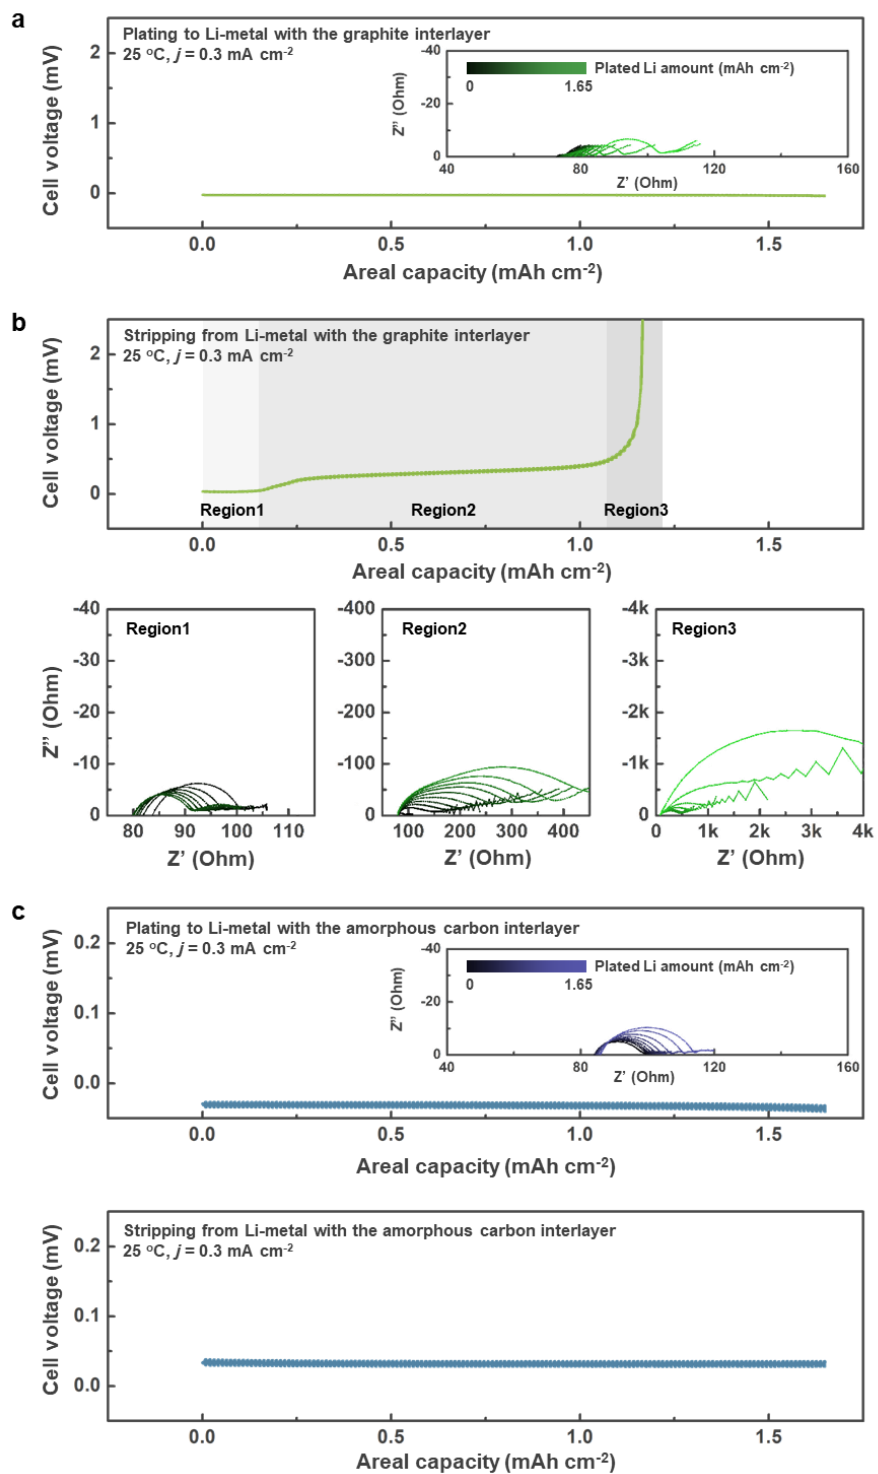 a
Plating to Li-metal with the graphite interlayer
25 °C, j = 0.3 mA cm-2
Cell voltage (mV)
2
1
0
0.0 0.5 1.0 1.5
Areal capacity (mAh cm-2)
Plated Li amount (mAh cm-2)
0 1.65
Z'' (Ohm)
-40
-20
0
40 80 120 160
Z' (Ohm)
b
Stripping from Li-metal with the graphite interlayer
25 °C, j = 0.3 mA cm-2
Cell voltage (mV)
2
1
0
Region1 Region2 Region3
0.0 0.5 1.0 1.5
Areal capacity (mAh cm-2)
Region1
Z'' (Ohm)
-40
-30
-20
-10
0
80 90 100 110
Z' (Ohm)
Region2
-400
-300
-200
-100
0
100 200 300 400
Z' (Ohm)
Region3
-4k
-3k
-2k
-1k
0
0 1k 2k 3k 4k
Z' (Ohm)
c
Plating to Li-metal with the amorphous carbon interlayer
25 °C, j = 0.3 mA cm-2
Cell voltage (mV)
0.2
0.1
0.0
0.0 0.5 1.0 1.5
Areal capacity (mAh cm-2)
Plated Li amount (mAh cm-2)
0 1.65
Z'' (Ohm)
-40
-20
0
40 80 120 160
Z' (Ohm)
Stripping from Li-metal with the amorphous carbon interlayer
25 °C, j = 0.3 mA cm-2
Cell voltage (mV)
0.2
0.1
0.0
0.0 0.5 1.0 1.5
Areal capacity (mAh cm-2)